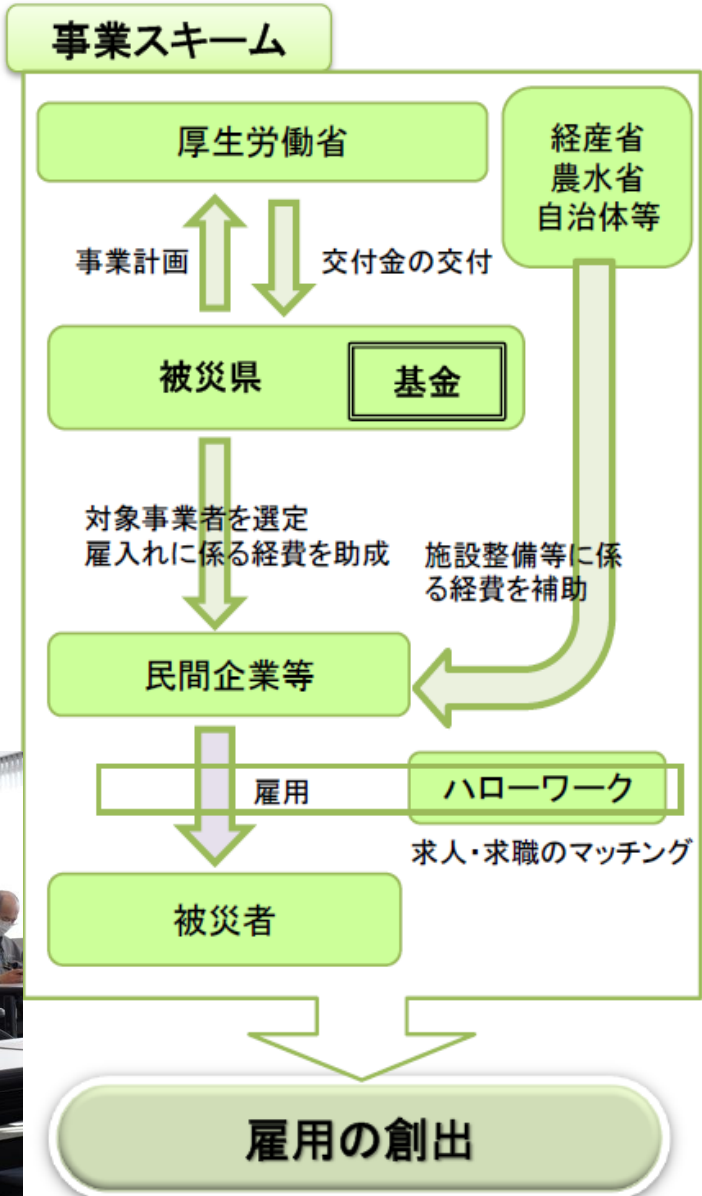 事業スキーム
厚生労働省
経産省
農水省
自治体等
事業計画
交付金の交付
被災県
基金
対象事業者を選定
雇入れに係る経費を助成
施設整備等に係
る経費を補助
民間企業等
雇用
ハローワーク
求人・求職のマッチング
被災者
雇用の創出